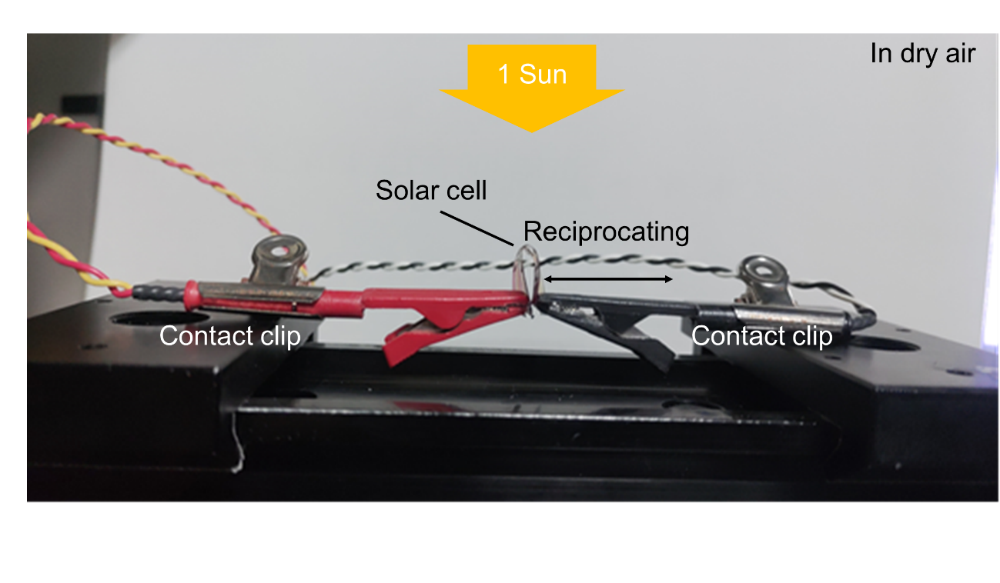 In dry air
1 Sun
Solar cell
Reciprocating
Contact clip
Contact clip